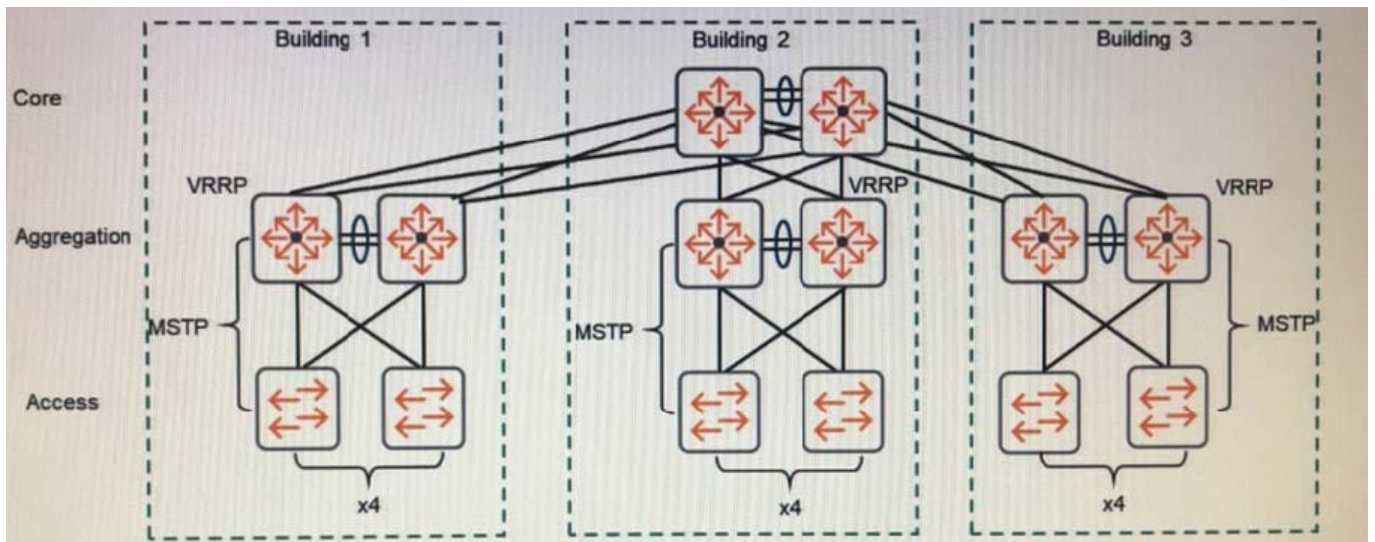 Building 1
Building 2
Building 3
Core
VRRP
VRRP
VRRP
Aggregation
MSTP
MSTP
MSTP
Access
x4
x4
x4